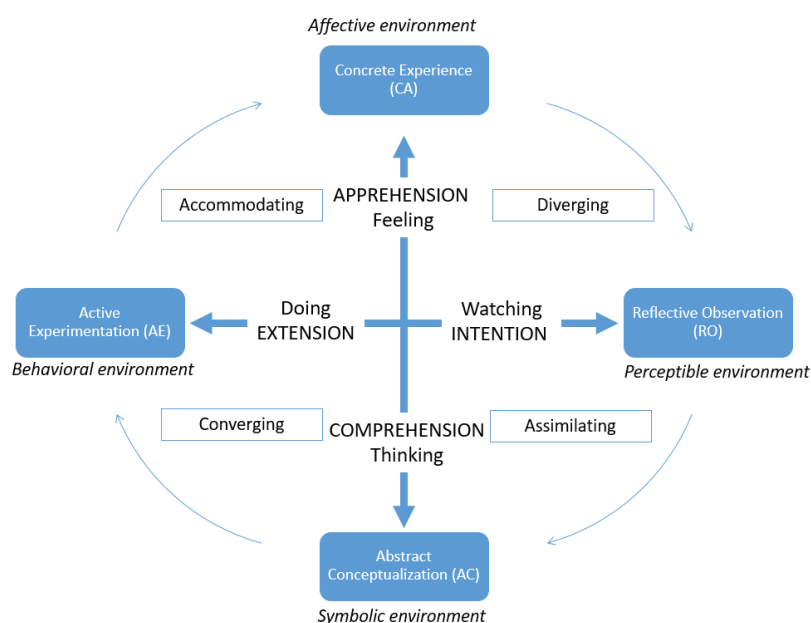 Affective environment
Concrete Experience
(CA)
Accommodating
APPREHENSION
Feeling
Diverging
Active
Experimentation (AE)
Behavioral environment
Doing
EXTENSION
Watching
INTENTION
Reflective Observation
(RO)
Perceptible environment
Converging
COMPREHENSION
Thinking
Assimilating
Abstract
Conceptualization (AC)
Symbolic environment